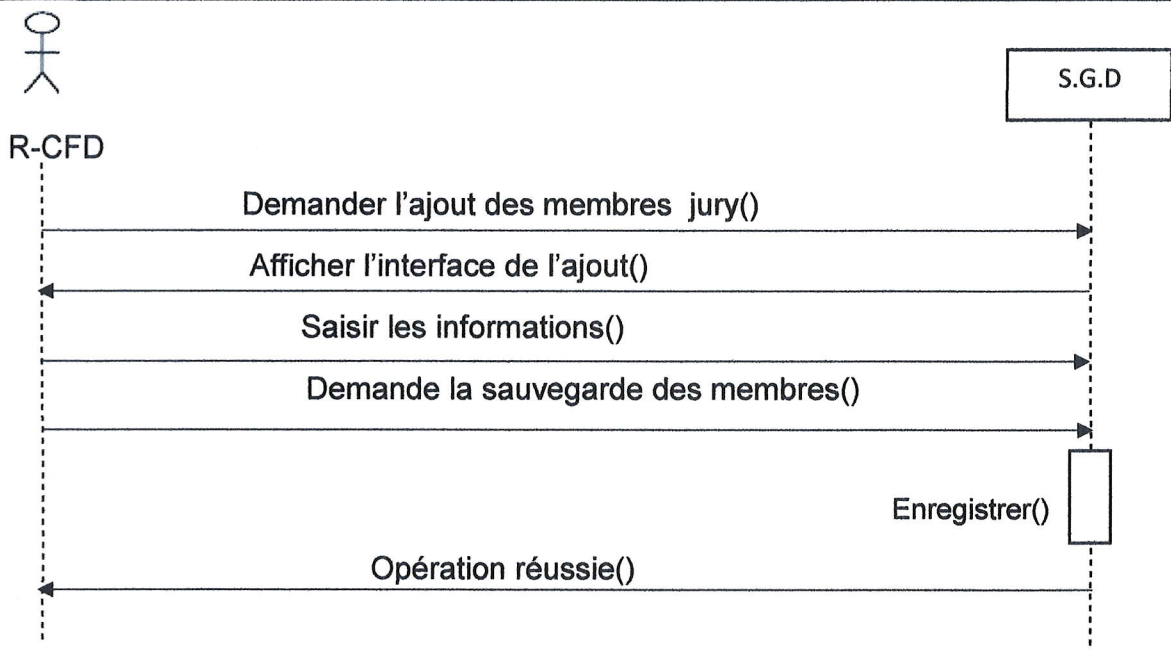 S.G.D
R-CFD
Demander l'ajout des membres jury()
Afficher l'interface de l'ajout()
Saisir les informations()
Demande la sauvegarde des membres()
Enregistrer()
Opération réussie()